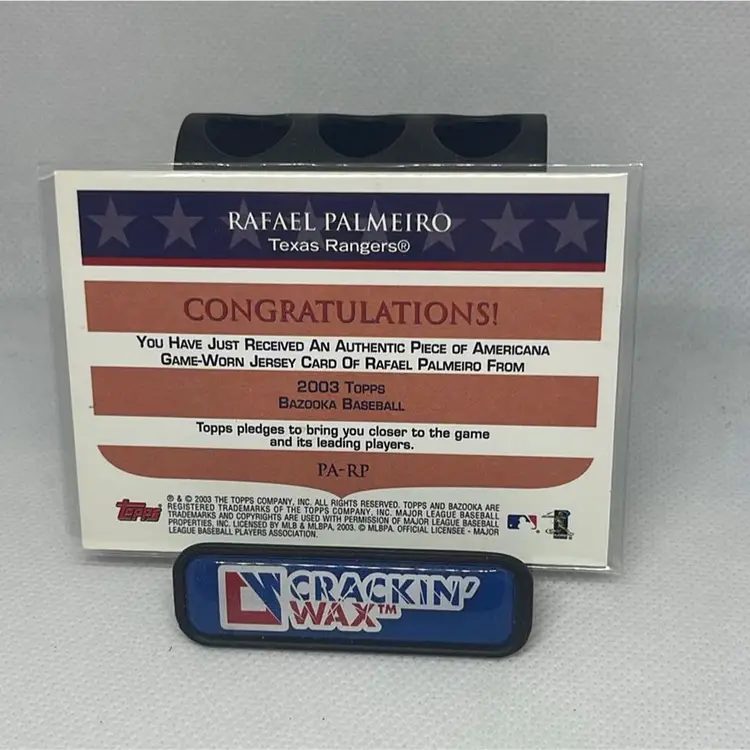 RAFAEL PALMEIRO
TEXAS RANGERS®
CONGRATULATIONS!
YOU HAVE JUST RECEIVED AN AUTHENTIC PIECE OF AMERICANA
GAME-WORN JERSEY CARD OF RAFAEL PALMEIRO FROM
2003 TOPPS
BAZOOKA BASEBALL
Topps pledges to bring you closer to the game
and its leading players.
PA-RP
® & © 2003 THE TOPPS COMPANY, INC. ALL RIGHTS RESERVED. TOPPS AND BAZOOKA ARE
REGISTERED TRADEMARKS OF THE TOPPS COMPANY, INC. MAJOR LEAGUE BASEBALL
TRADEMARKS AND COPYRIGHTS ARE USED WITH PERMISSION OF MAJOR LEAGUE BASEBALL
PROPERTIES, INC. LICENSED BY MLB & MLBPA, 2003. © MLBPA. OFFICIAL LICENSEE - MAJOR
LEAGUE BASEBALL PLAYERS ASSOCIATION.
Topps
CRACKIN'
WAX™